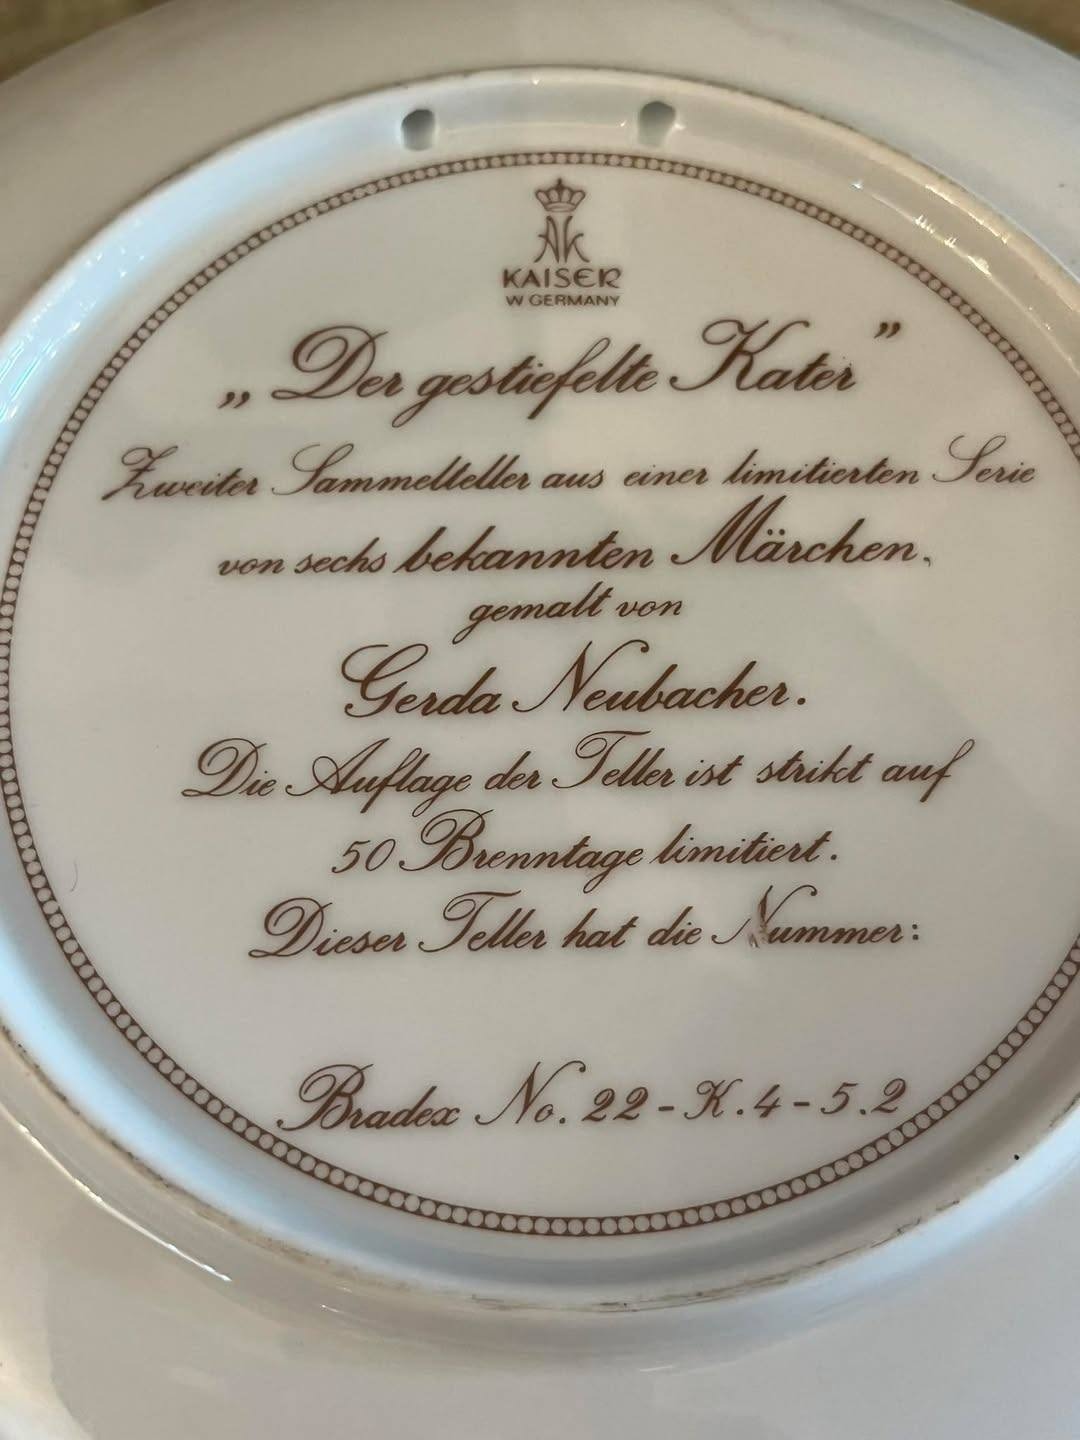 AK
KAISER
W GERMANY
„Der gestiefelte Kater”
Zweiter Sammelteller aus einer limitierten Serie
von sechs bekannten Märchen,
gemalt von
Gerda Neubacher.
Die Auflage der Teller ist strikt auf
50 Brenntage limitiert.
Dieser Teller hat die Nummer:
Bradex No. 22-K.4-5.2